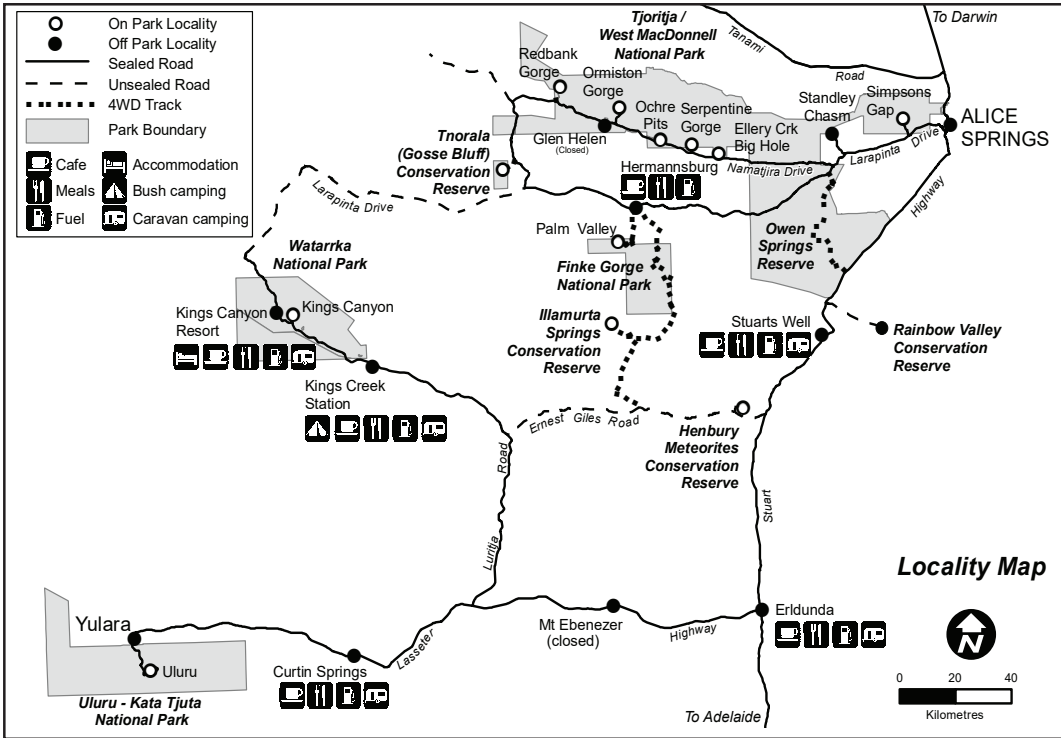 On Park Locality
Off Park Locality
Sealed Road
Unsealed Road
4WD Track
Park Boundary
Cafe
Accommodation
Meals
Bush camping
Fuel
Caravan camping
Tjoritja /
West MacDonnell
National Park
To Darwin
Tanami
Road
Redbank
Gorge
Ormiston
Gorge
Ochre
Pits
Serpentine
Gorge
Ellery Crk
Big Hole
Standley
Chasm
Simpsons
Gap
ALICE
SPRINGS
Glen Helen
(Closed)
Namatjira Drive
Larapinta Drive
Highway
Tnorala
(Gosse Bluff)
Conservation
Reserve
Hermannsburg
Larapinta Drive
Palm Valley
Finke Gorge
National Park
Owen
Springs
Reserve
Watarrka
National Park
Kings Canyon
Kings Canyon
Resort
Illamurta
Springs
Conservation
Reserve
Stuarts Well
Rainbow Valley
Conservation
Reserve
Kings Creek
Station
Ernest Giles Road
Henbury
Meteorites
Conservation
Reserve
Road
Luritja
Stuart
Locality Map
Yulara
Uluru
Uluru - Kata Tjuta
National Park
Curtin Springs
Lasseter
Mt Ebenezer
(closed)
Highway
Erldunda
To Adelaide
N
0 20 40
Kilometres